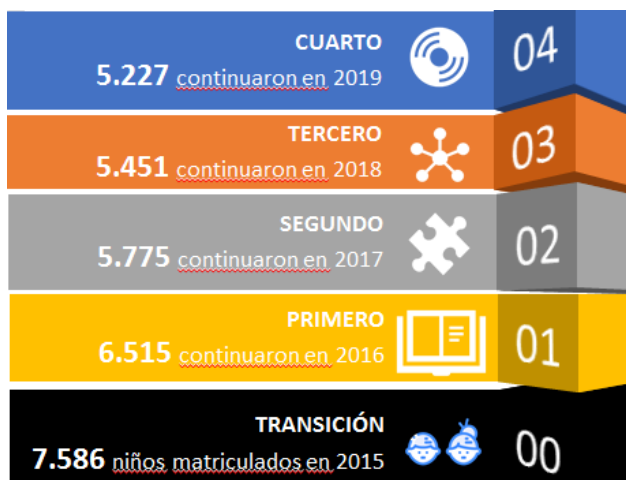 CUARTO
5.227 continuaron en 2019
04
TERCERO
5.451 continuaron en 2018
03
SEGUNDO
5.775 continuaron en 2017
02
PRIMERO
6.515 continuaron en 2016
01
TRANSICIÓN
7.586 niños matriculados en 2015
00